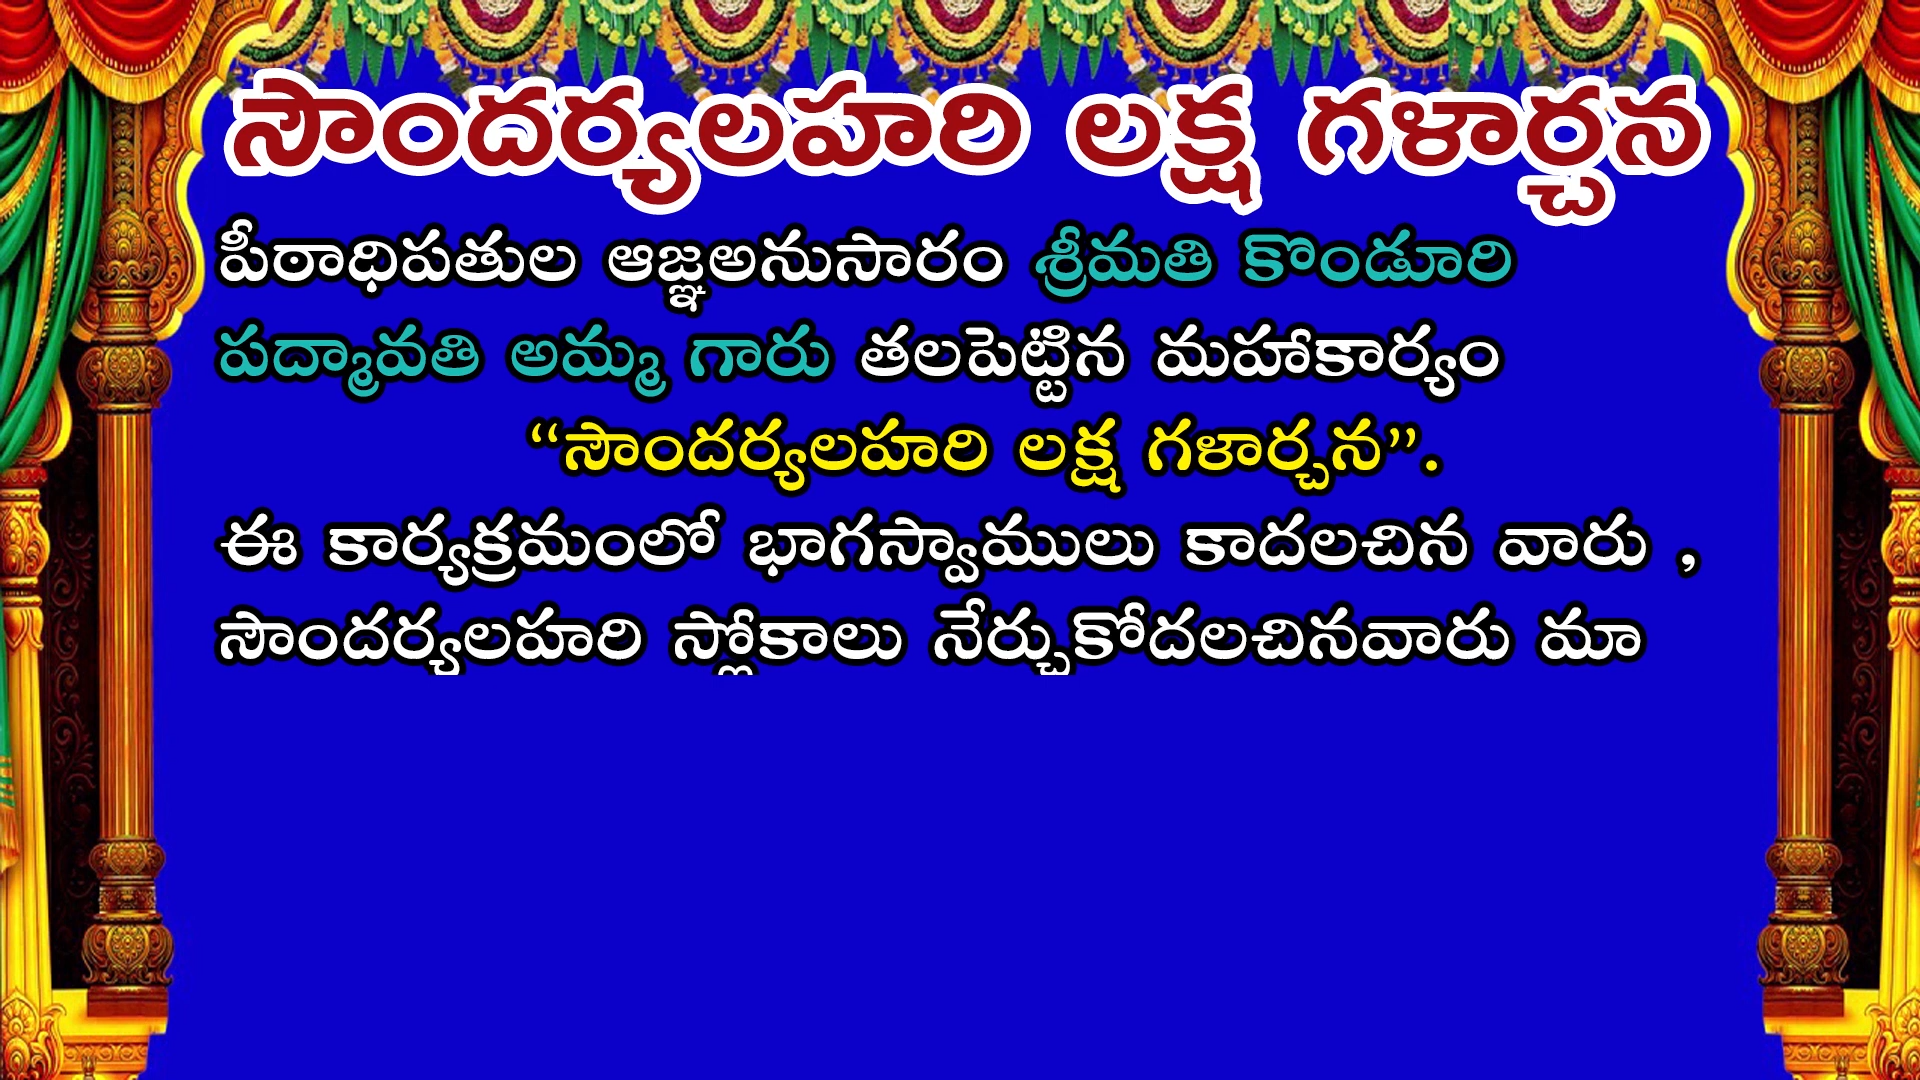 సౌందర్యలహరి లక్ష గళార్చన
పీఠాధిపతుల ఆజ్ఞఅనుసారం శ్రీమతి కొండూరి
పద్మావతి అమ్మ గారు తలపెట్టిన మహాకార్యం
“సౌందర్యలహరి లక్ష గళార్చన”.
ఈ కార్యక్రమంలో భాగస్వాములు కాదలచిన వారు ,
సౌందర్యలహరి స్లోకాలు నేర్చుకోదలచినవారు మా